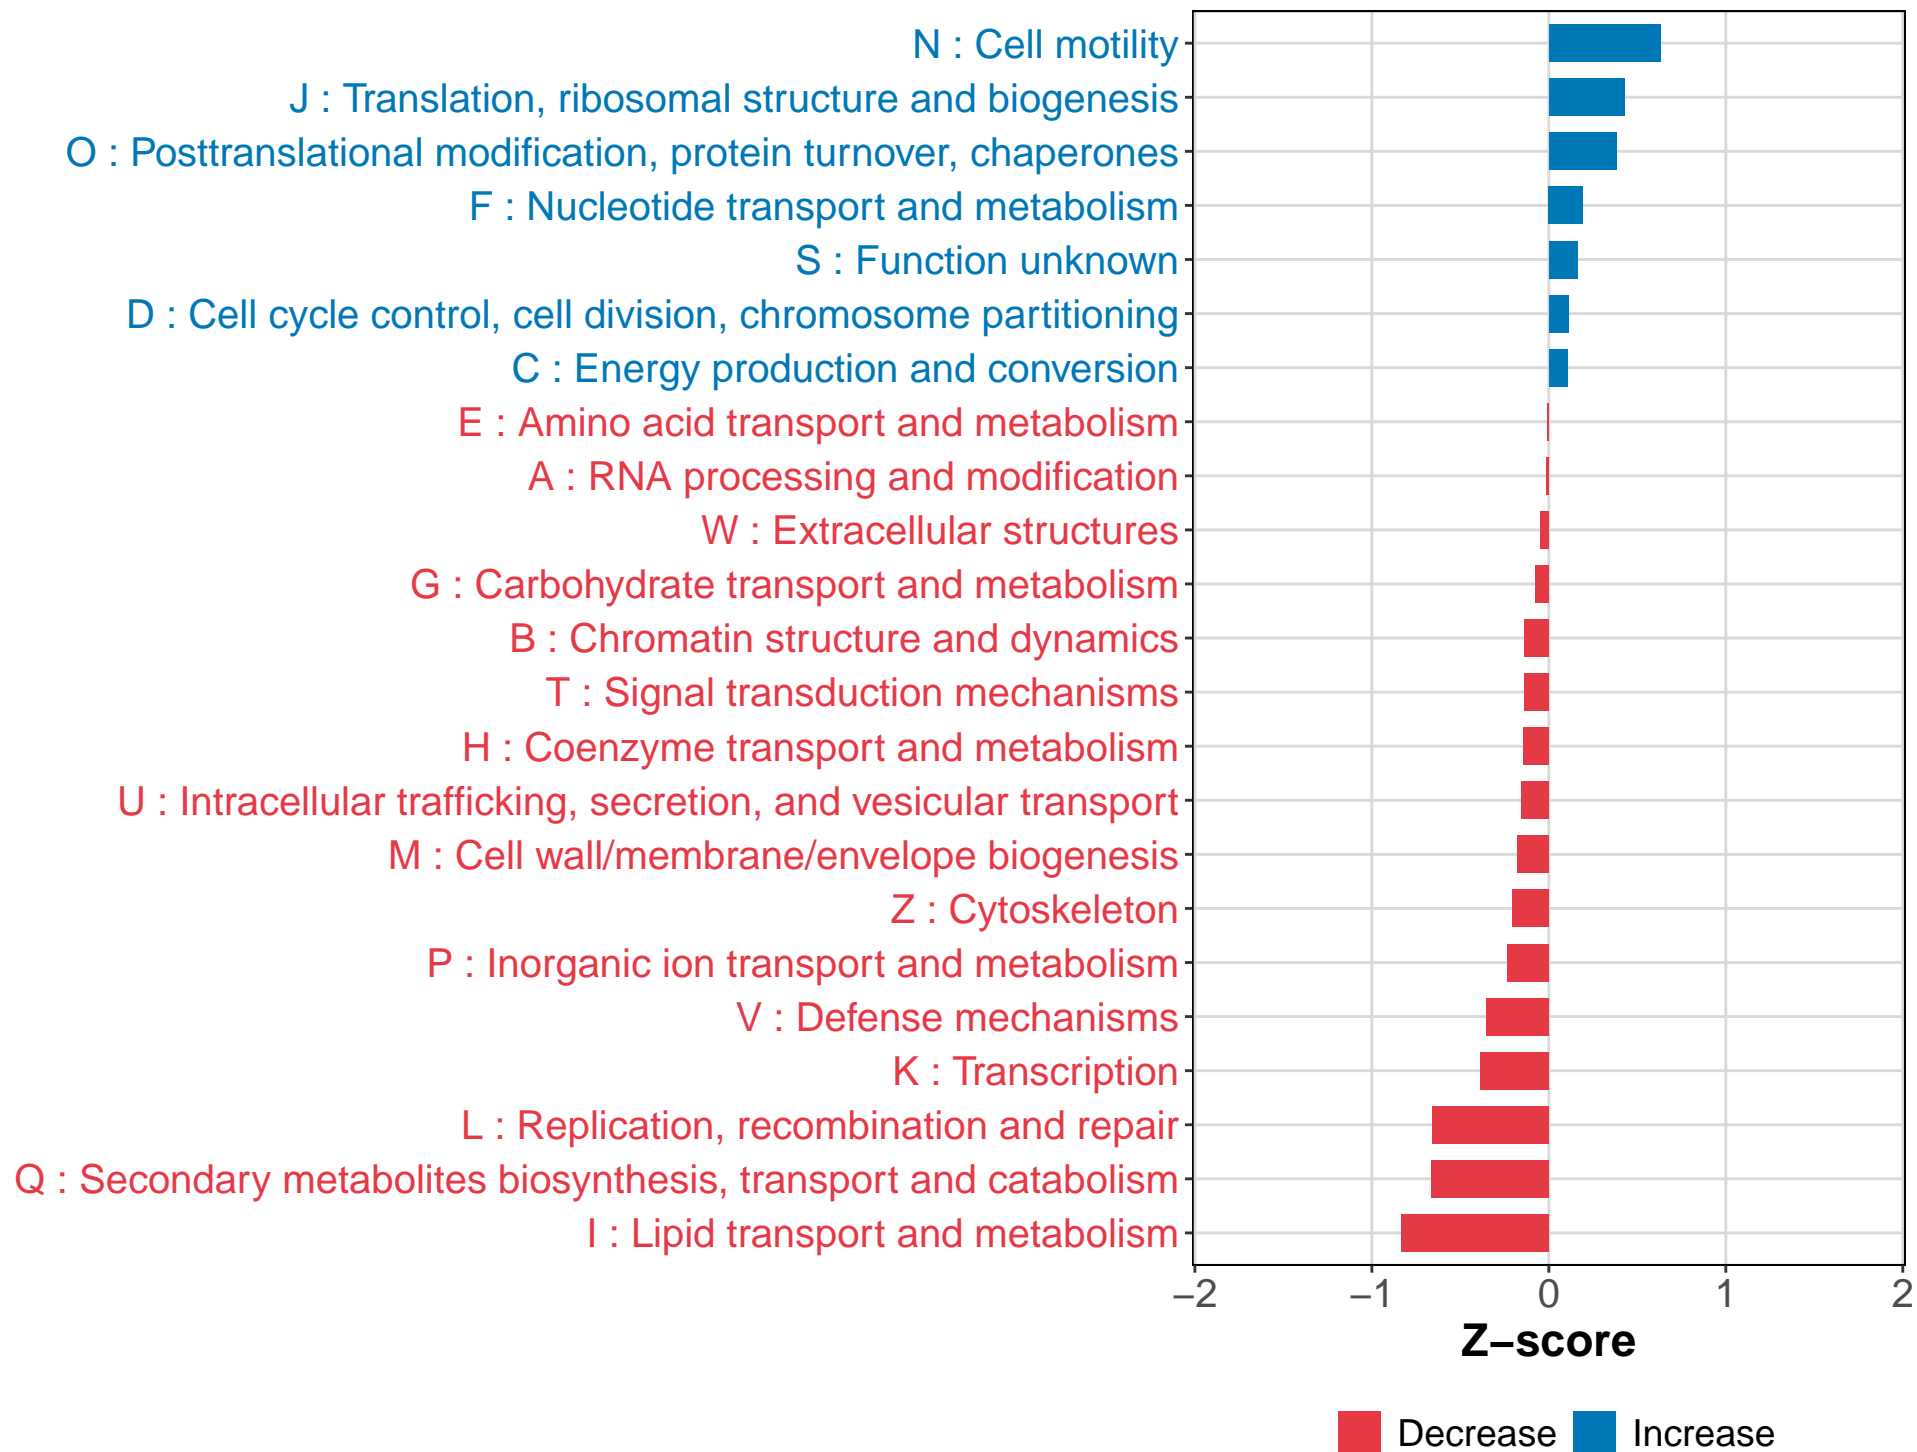 N : Cell motility
J : Translation, ribosomal structure and biogenesis
O : Posttranslational modification, protein turnover, chaperones
F : Nucleotide transport and metabolism
S : Function unknown
D : Cell cycle control, cell division, chromosome partitioning
C : Energy production and conversion
E : Amino acid transport and metabolism
A : RNA processing and modification
W : Extracellular structures
G : Carbohydrate transport and metabolism
B : Chromatin structure and dynamics
T : Signal transduction mechanisms
H : Coenzyme transport and metabolism
U : Intracellular trafficking, secretion, and vesicular transport
M : Cell wall/membrane/envelope biogenesis
Z : Cytoskeleton
P : Inorganic ion transport and metabolism
V : Defense mechanisms
K : Transcription
L : Replication, recombination and repair
Q : Secondary metabolites biosynthesis, transport and catabolism
I : Lipid transport and metabolism
−2 −1 0 1 2
Z−score
Decrease Increase